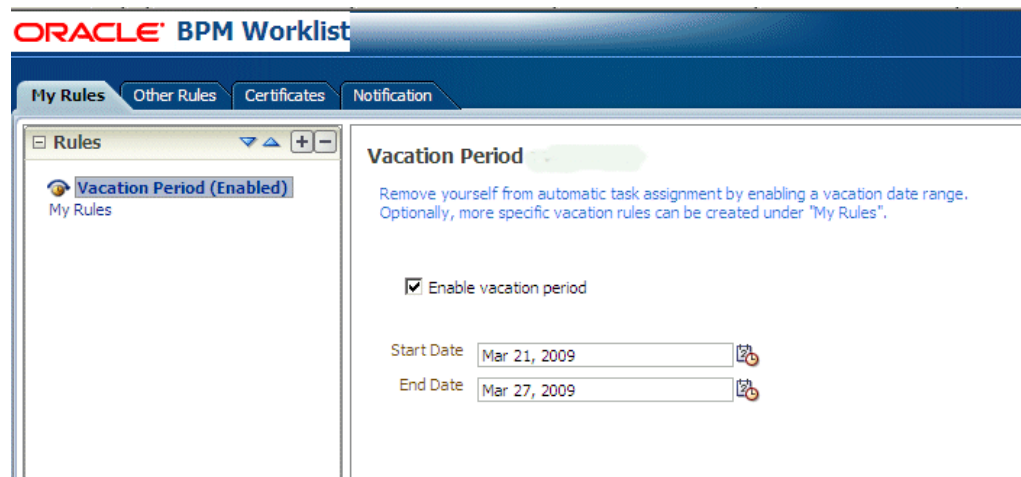 ORACLE BPM Worklist
My Rules Other Rules Certificates Notification
Rules
Vacation Period (Enabled)
My Rules
Vacation Period
Remove yourself from automatic task assignment by enabling a vacation date range.
Optionally, more specific vacation rules can be created under "My Rules".
Enable vacation period
Start Date Mar 21, 2009
End Date Mar 27, 2009